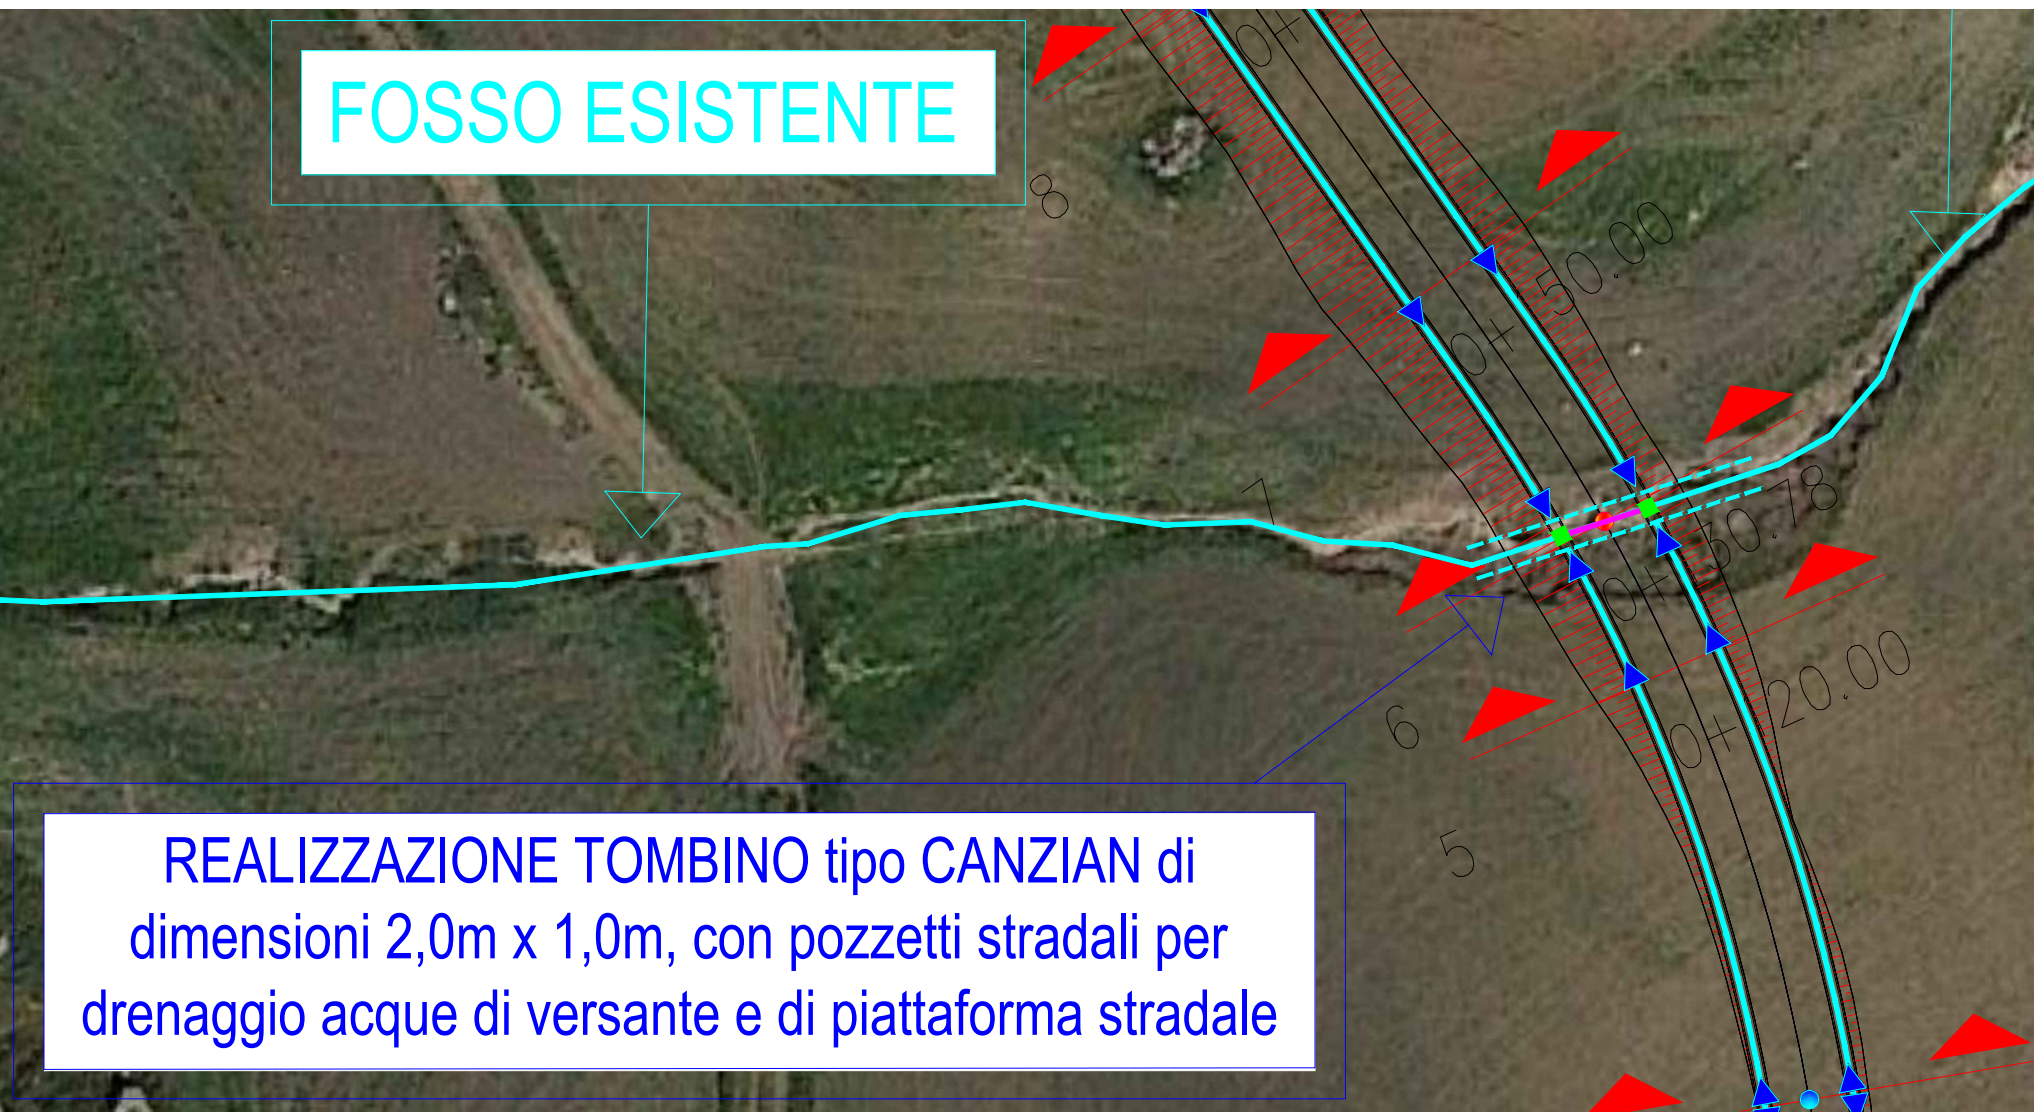 FOSSO ESISTENTE
0+
8
50.00
0+
7
30.78
0+
20.00
0+
6
5
REALIZZAZIONE TOMBINO tipo CANZIAN di
dimensioni 2,0m x 1,0m, con pozzetti stradali per
drenaggio acque di versante e di piattaforma stradale